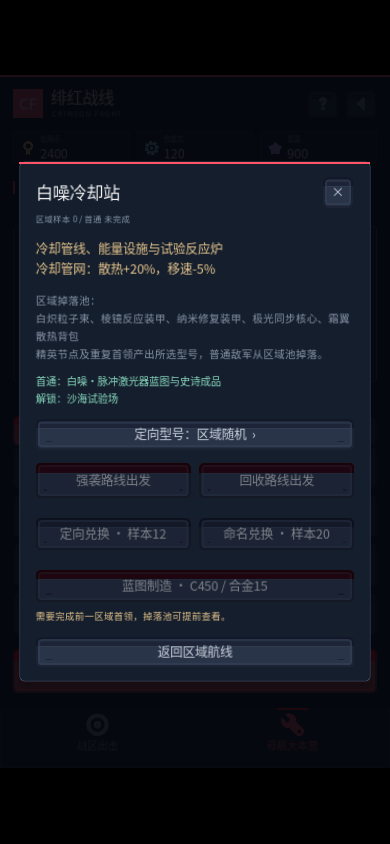 CF
绯红战线
?
2400
120
900
白噪冷却站
×
区域样本 0 / 首通 未完成
冷却管线、能量设施与试验反应炉
冷却管网：散热+20%，移速-5%
区域掉落池：
白炽粒子束、棱镜反应装甲、纳米修复装甲、极光同步核心、霜翼
散热背包
精英节点及重复首领产出所选型号，普通敌军从区域池掉落。
首通：白噪·脉冲激光器蓝图与史诗成品
解锁：沙海试验场
定向型号：区域随机 ›
强袭路线出发
回收路线出发
定向兑换 · 样本12
命名兑换 · 样本20
蓝图制造 · C450 / 合金15
需要完成前一区域首领，掉落池可提前查看。
返回区域航线